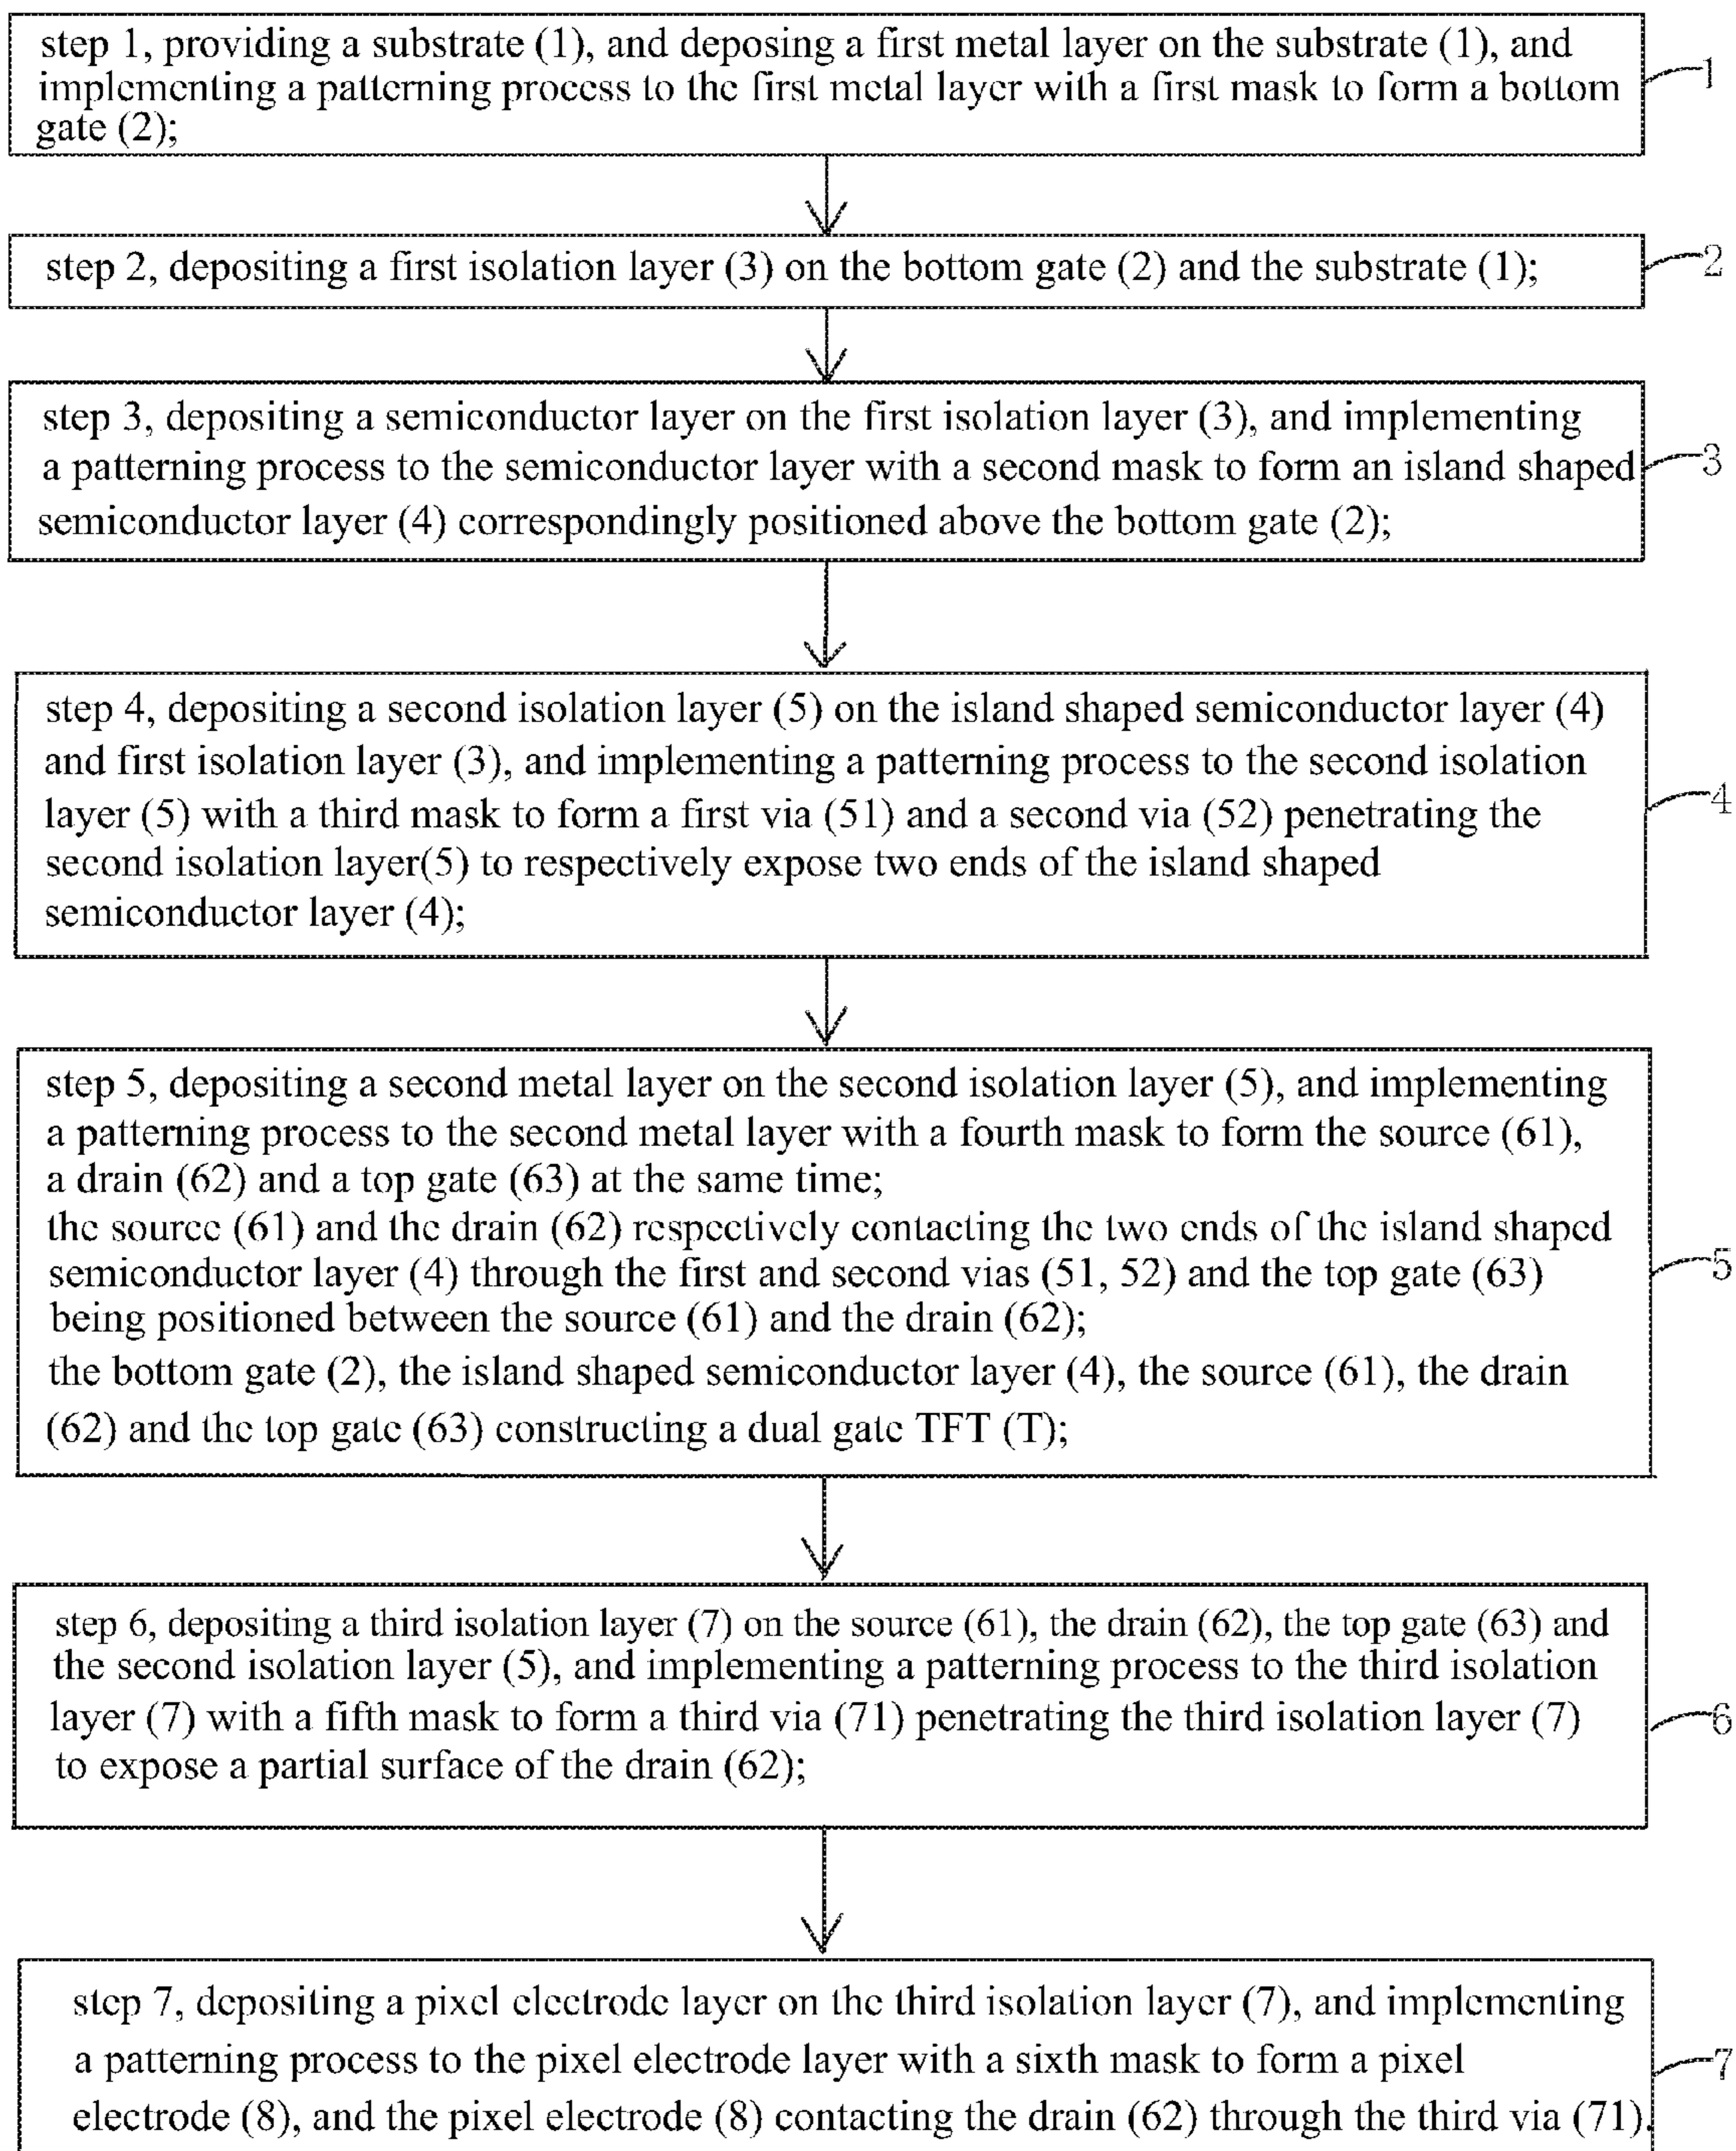 step 1, providing a substrate (1), and deposing a first metal layer on the substrate (1), and
implementing a patterning process to the first metal layer with a first mask to form a bottom
gate (2);
1
step 2, depositing a first isolation layer (3) on the bottom gate (2) and the substrate (1);
2
step 3, depositing a semiconductor layer on the first isolation layer (3), and implementing
a patterning process to the semiconductor layer with a second mask to form an island shaped
semiconductor layer (4) correspondingly positioned above the bottom gate (2);
3
step 4, depositing a second isolation layer (5) on the island shaped semiconductor layer (4)
and first isolation layer (3), and implementing a patterning process to the second isolation
layer (5) with a third mask to form a first via (51) and a second via (52) penetrating the
second isolation layer(5) to respectively expose two ends of the island shaped
semiconductor layer (4);
4
step 5, depositing a second metal layer on the second isolation layer (5), and implementing
a patterning process to the second metal layer with a fourth mask to form the source (61),
a drain (62) and a top gate (63) at the same time;
the source (61) and the drain (62) respectively contacting the two ends of the island shaped
semiconductor layer (4) through the first and second vias (51, 52) and the top gate (63)
being positioned between the source (61) and the drain (62);
the bottom gate (2), the island shaped semiconductor layer (4), the source (61), the drain
(62) and the top gate (63) constructing a dual gate TFT (T);
5
step 6, depositing a third isolation layer (7) on the source (61), the drain (62), the top gate (63) and
the second isolation layer (5), and implementing a patterning process to the third isolation
layer (7) with a fifth mask to form a third via (71) penetrating the third isolation layer (7)
to expose a partial surface of the drain (62);
6
step 7, depositing a pixel electrode layer on the third isolation layer (7), and implementing
a patterning process to the pixel electrode layer with a sixth mask to form a pixel
electrode (8), and the pixel electrode (8) contacting the drain (62) through the third via (71).
7